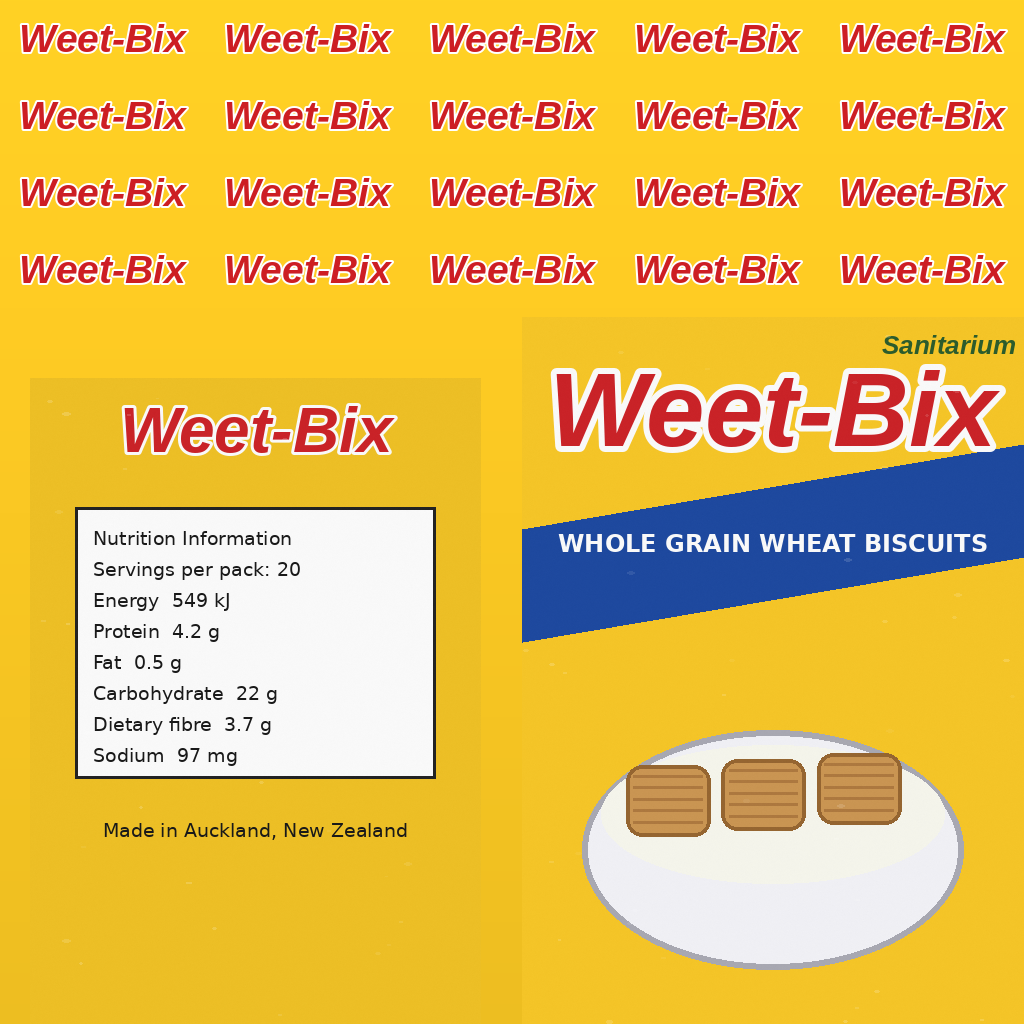 Weet-Bix Weet-Bix Weet-Bix Weet-Bix Weet-Bix
Weet-Bix Weet-Bix Weet-Bix Weet-Bix Weet-Bix
Weet-Bix Weet-Bix Weet-Bix Weet-Bix Weet-Bix
Weet-Bix Weet-Bix Weet-Bix Weet-Bix Weet-Bix
Weet-Bix
Nutrition Information
Servings per pack: 20
Energy 549 kJ
Protein 4.2 g
Fat 0.5 g
Carbohydrate 22 g
Dietary fibre 3.7 g
Sodium 97 mg
Made in Auckland, New Zealand
Sanitarium
Weet-Bix
WHOLE GRAIN WHEAT BISCUITS